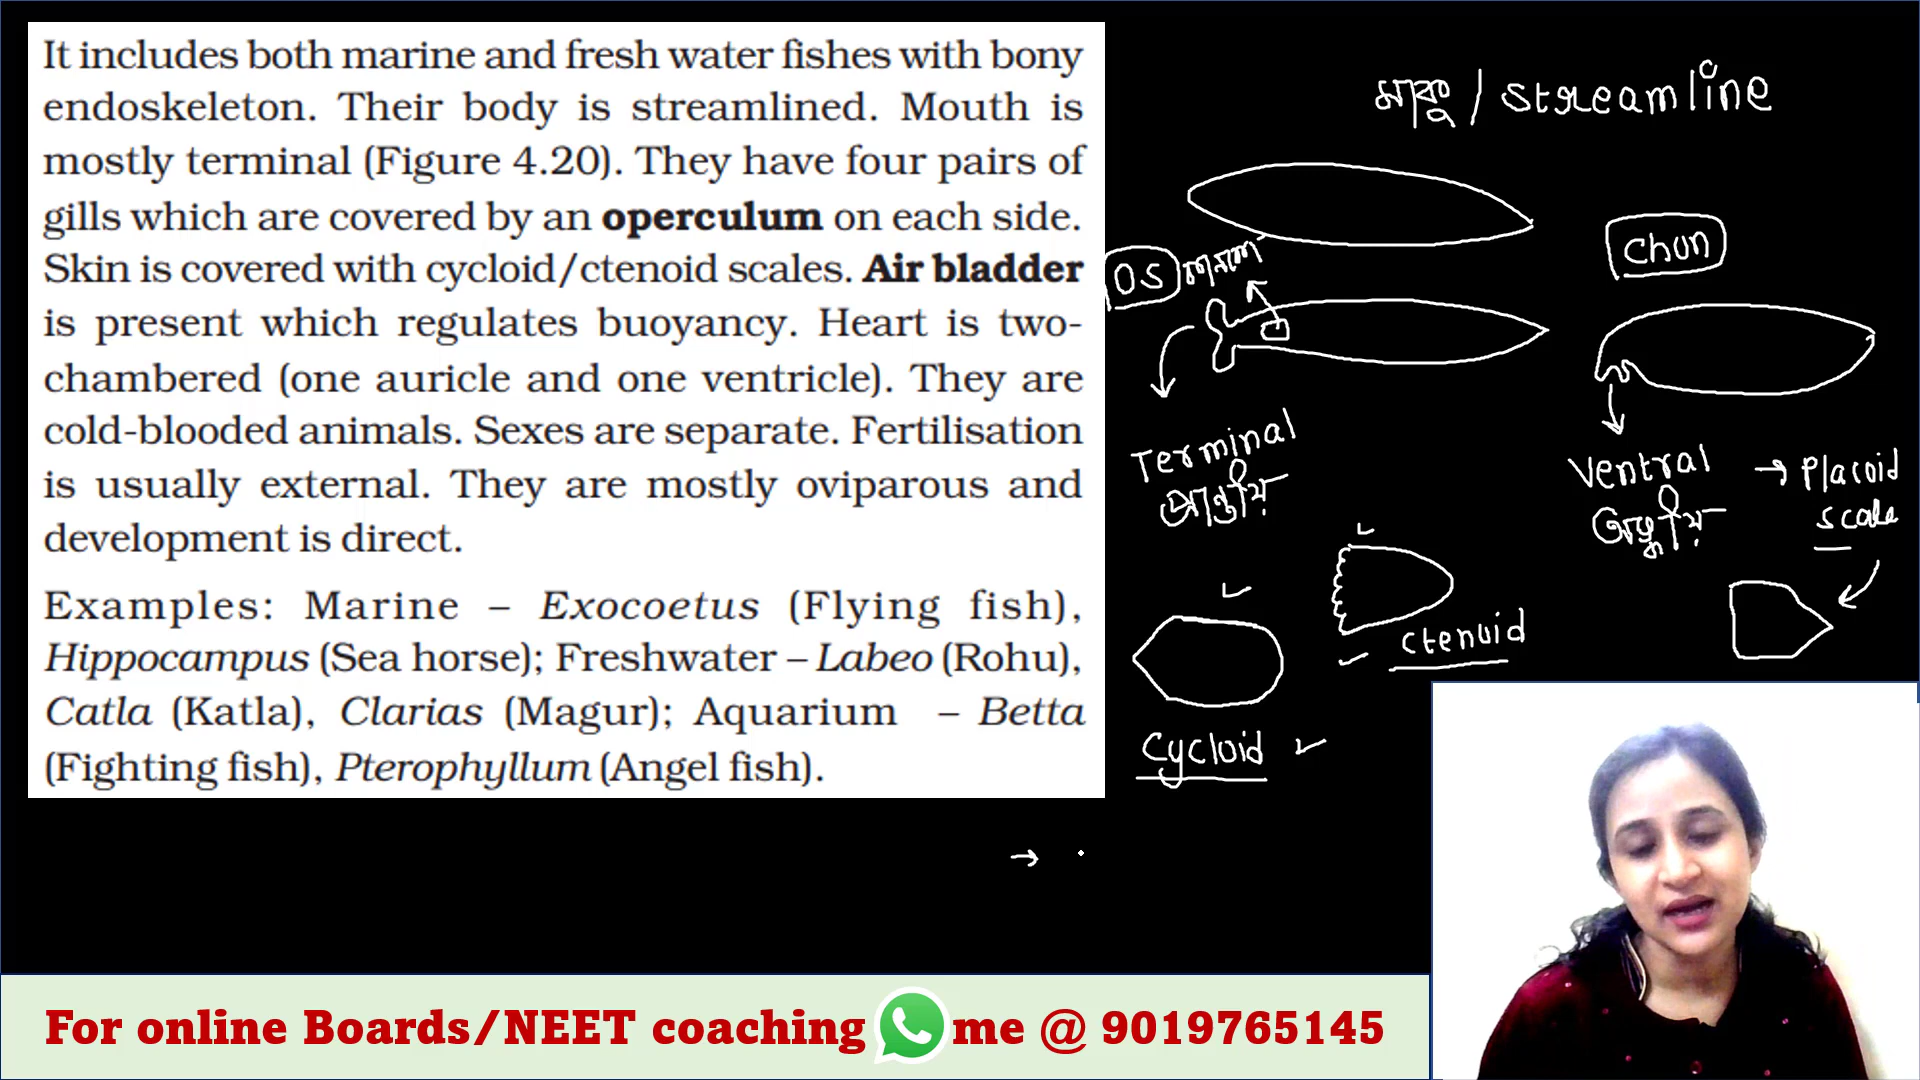 It includes both marine and fresh water fishes with bony
endoskeleton. Their body is streamlined. Mouth is
mostly terminal (Figure 4.20). They have four pairs of
gills which are covered by an operculum on each side.
Skin is covered with cycloid/ctenoid scales. Air bladder
is present which regulates buoyancy. Heart is two-
chambered (one auricle and one ventricle). They are
cold-blooded animals. Sexes are separate. Fertilisation
is usually external. They are mostly oviparous and
development is direct.
Examples: Marine – Exocoetus (Flying fish),
Hippocampus (Sea horse); Freshwater – Labeo (Rohu),
Catla (Katla), Clarias (Magur); Aquarium – Betta
(Fighting fish), Pterophyllum (Angel fish).
মাকু / streamline
OS
Chon
Terminal
প্রান্তীয়
Ventral
অঙ্কীয়
→ Placoid
scale
ctenoid
Cycloid
For online Boards/NEET coaching me @ 9019765145